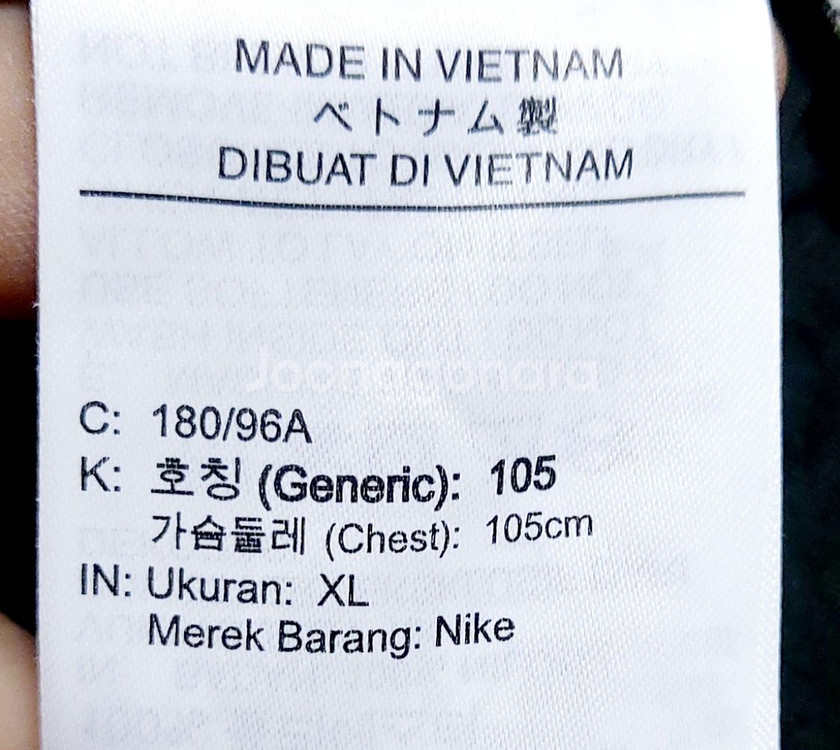 MADE IN VIETNAM
ベトナム製
DIBUAT DI VIETNAM
Joonggonara
C: 180/96A
K: 호칭 (Generic): 105
가슴둘레 (Chest): 105cm
IN: Ukuran: XL
Merek Barang: Nike